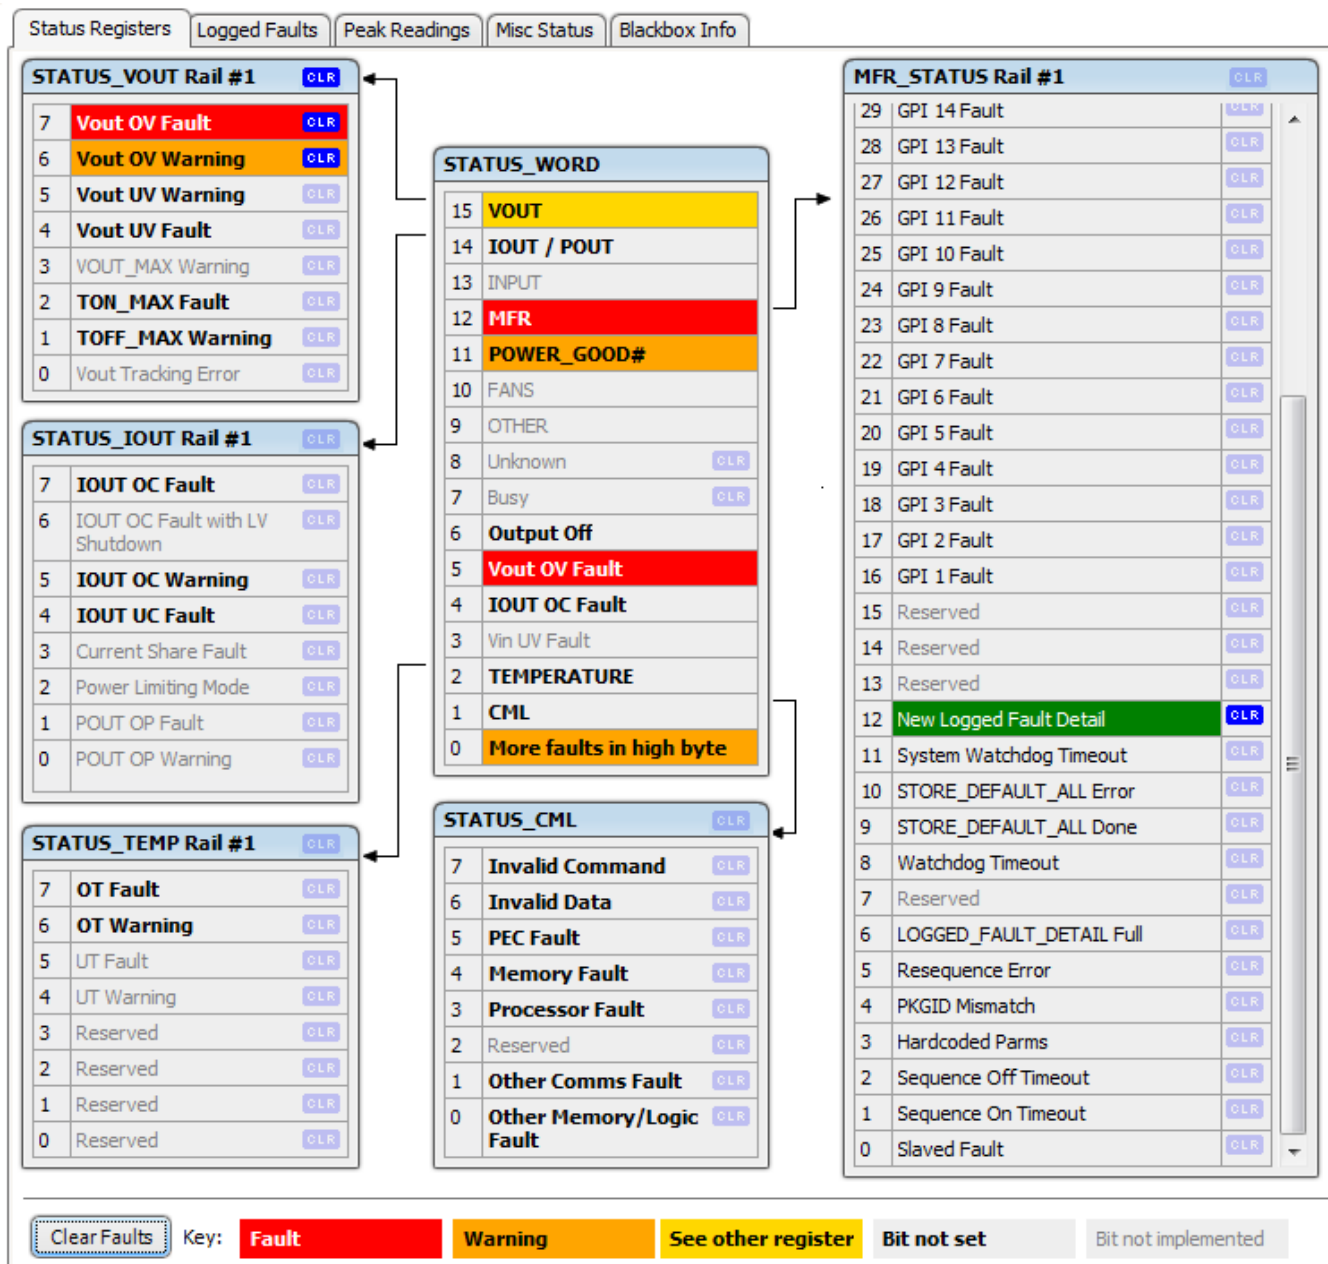 Status Registers Logged Faults Peak Readings Misc Status Blackbox Info
STATUS_VOUT Rail #1 CLR
7 Vout OV Fault CLR
6 Vout OV Warning CLR
5 Vout UV Warning CLR
4 Vout UV Fault CLR
3 VOUT_MAX Warning CLR
2 TON_MAX Fault CLR
1 TOFF_MAX Warning CLR
0 Vout Tracking Error CLR
STATUS_IOUT Rail #1 CLR
7 IOUT OC Fault CLR
6 IOUT OC Fault with LV CLR
Shutdown
5 IOUT OC Warning CLR
4 IOUT UC Fault CLR
3 Current Share Fault CLR
2 Power Limiting Mode CLR
1 POUT OP Fault CLR
0 POUT OP Warning CLR
STATUS_TEMP Rail #1 CLR
7 OT Fault CLR
6 OT Warning CLR
5 UT Fault CLR
4 UT Warning CLR
3 Reserved CLR
2 Reserved CLR
1 Reserved CLR
0 Reserved CLR
STATUS_WORD
15 VOUT
14 IOUT / POUT
13 INPUT
12 MFR
11 POWER_GOOD#
10 FANS
9 OTHER
8 Unknown CLR
7 Busy CLR
6 Output Off
5 Vout OV Fault
4 IOUT OC Fault
3 Vin UV Fault
2 TEMPERATURE
1 CML
0 More faults in high byte
STATUS_CML CLR
7 Invalid Command CLR
6 Invalid Data CLR
5 PEC Fault CLR
4 Memory Fault CLR
3 Processor Fault CLR
2 Reserved CLR
1 Other Comms Fault CLR
0 Other Memory/Logic CLR
Fault
MFR_STATUS Rail #1 CLR
29 GPI 14 Fault CLR
28 GPI 13 Fault CLR
27 GPI 12 Fault CLR
26 GPI 11 Fault CLR
25 GPI 10 Fault CLR
24 GPI 9 Fault CLR
23 GPI 8 Fault CLR
22 GPI 7 Fault CLR
21 GPI 6 Fault CLR
20 GPI 5 Fault CLR
19 GPI 4 Fault CLR
18 GPI 3 Fault CLR
17 GPI 2 Fault CLR
16 GPI 1 Fault CLR
15 Reserved CLR
14 Reserved CLR
13 Reserved CLR
12 New Logged Fault Detail CLR
11 System Watchdog Timeout CLR
10 STORE_DEFAULT_ALL Error CLR
9 STORE_DEFAULT_ALL Done CLR
8 Watchdog Timeout CLR
7 Reserved CLR
6 LOGGED_FAULT_DETAIL Full CLR
5 Resequence Error CLR
4 PKGID Mismatch CLR
3 Hardcoded Parms CLR
2 Sequence Off Timeout CLR
1 Sequence On Timeout CLR
0 Slaved Fault CLR
Clear Faults Key: Fault Warning See other register Bit not set Bit not implemented